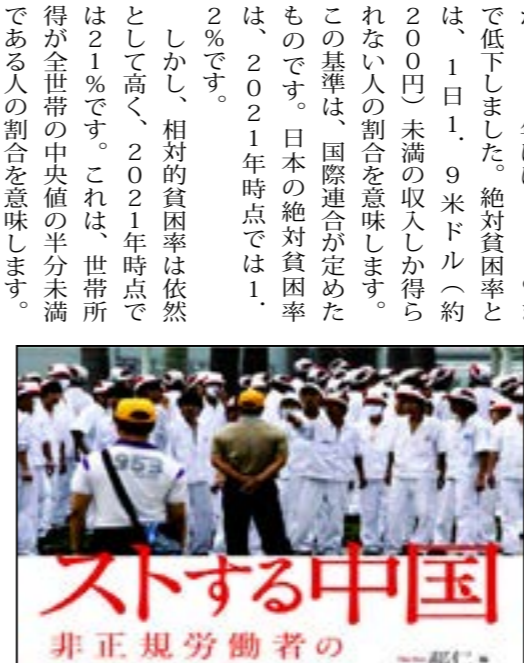 で低下しました。絶対貧困率と
は、1日1.9米ドル（約
200円）未満の収入しか得ら
れない人の割合を意味します。
この基準は、国際連合が定めた
ものです。日本の絶対貧困率
は、2021年時点では1.
2%です。
しかし、相対的貧困率は依然
として高く、2021年時点で
は21%です。これは、世帯所
得が全世帯の中央値の半分未満
である人の割合を意味します。
953
ストする中国
非正規労働者の